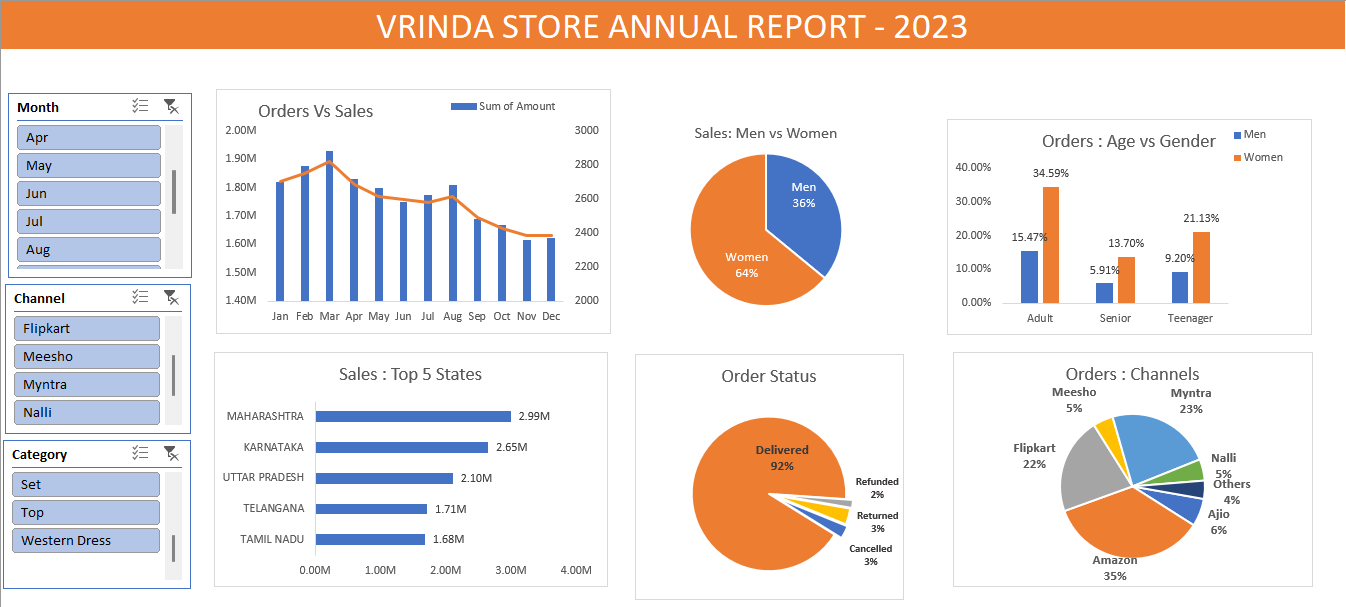 VRINDA STORE ANNUAL REPORT - 2023
Month
Apr
May
Jun
Jul
Aug
Channel
Flipkart
Meesho
Myntra
Nalli
Category
Set
Top
Western Dress
Orders Vs Sales
Sum of Amount
2.00M
1.90M
1.80M
1.70M
1.60M
1.50M
1.40M
3000
2800
2600
2400
2200
2000
Jan Feb Mar Apr May Jun Jul Aug Sep Oct Nov Dec
Sales: Men vs Women
Men
36%
Women
64%
Orders : Age vs Gender
Men
Women
40.00%
30.00%
20.00%
10.00%
0.00%
15.47%
34.59%
5.91%
13.70%
9.20%
21.13%
Adult Senior Teenager
Sales : Top 5 States
MAHARASHTRA 2.99M
KARNATAKA 2.65M
UTTAR PRADESH 2.10M
TELANGANA 1.71M
TAMIL NADU 1.68M
0.00M 1.00M 2.00M 3.00M 4.00M
Order Status
Delivered
92%
Refunded
2%
Returned
3%
Cancelled
3%
Orders : Channels
Meesho
5%
Myntra
23%
Flipkart
22%
Nalli
5%
Others
4%
Ajio
6%
Amazon
35%